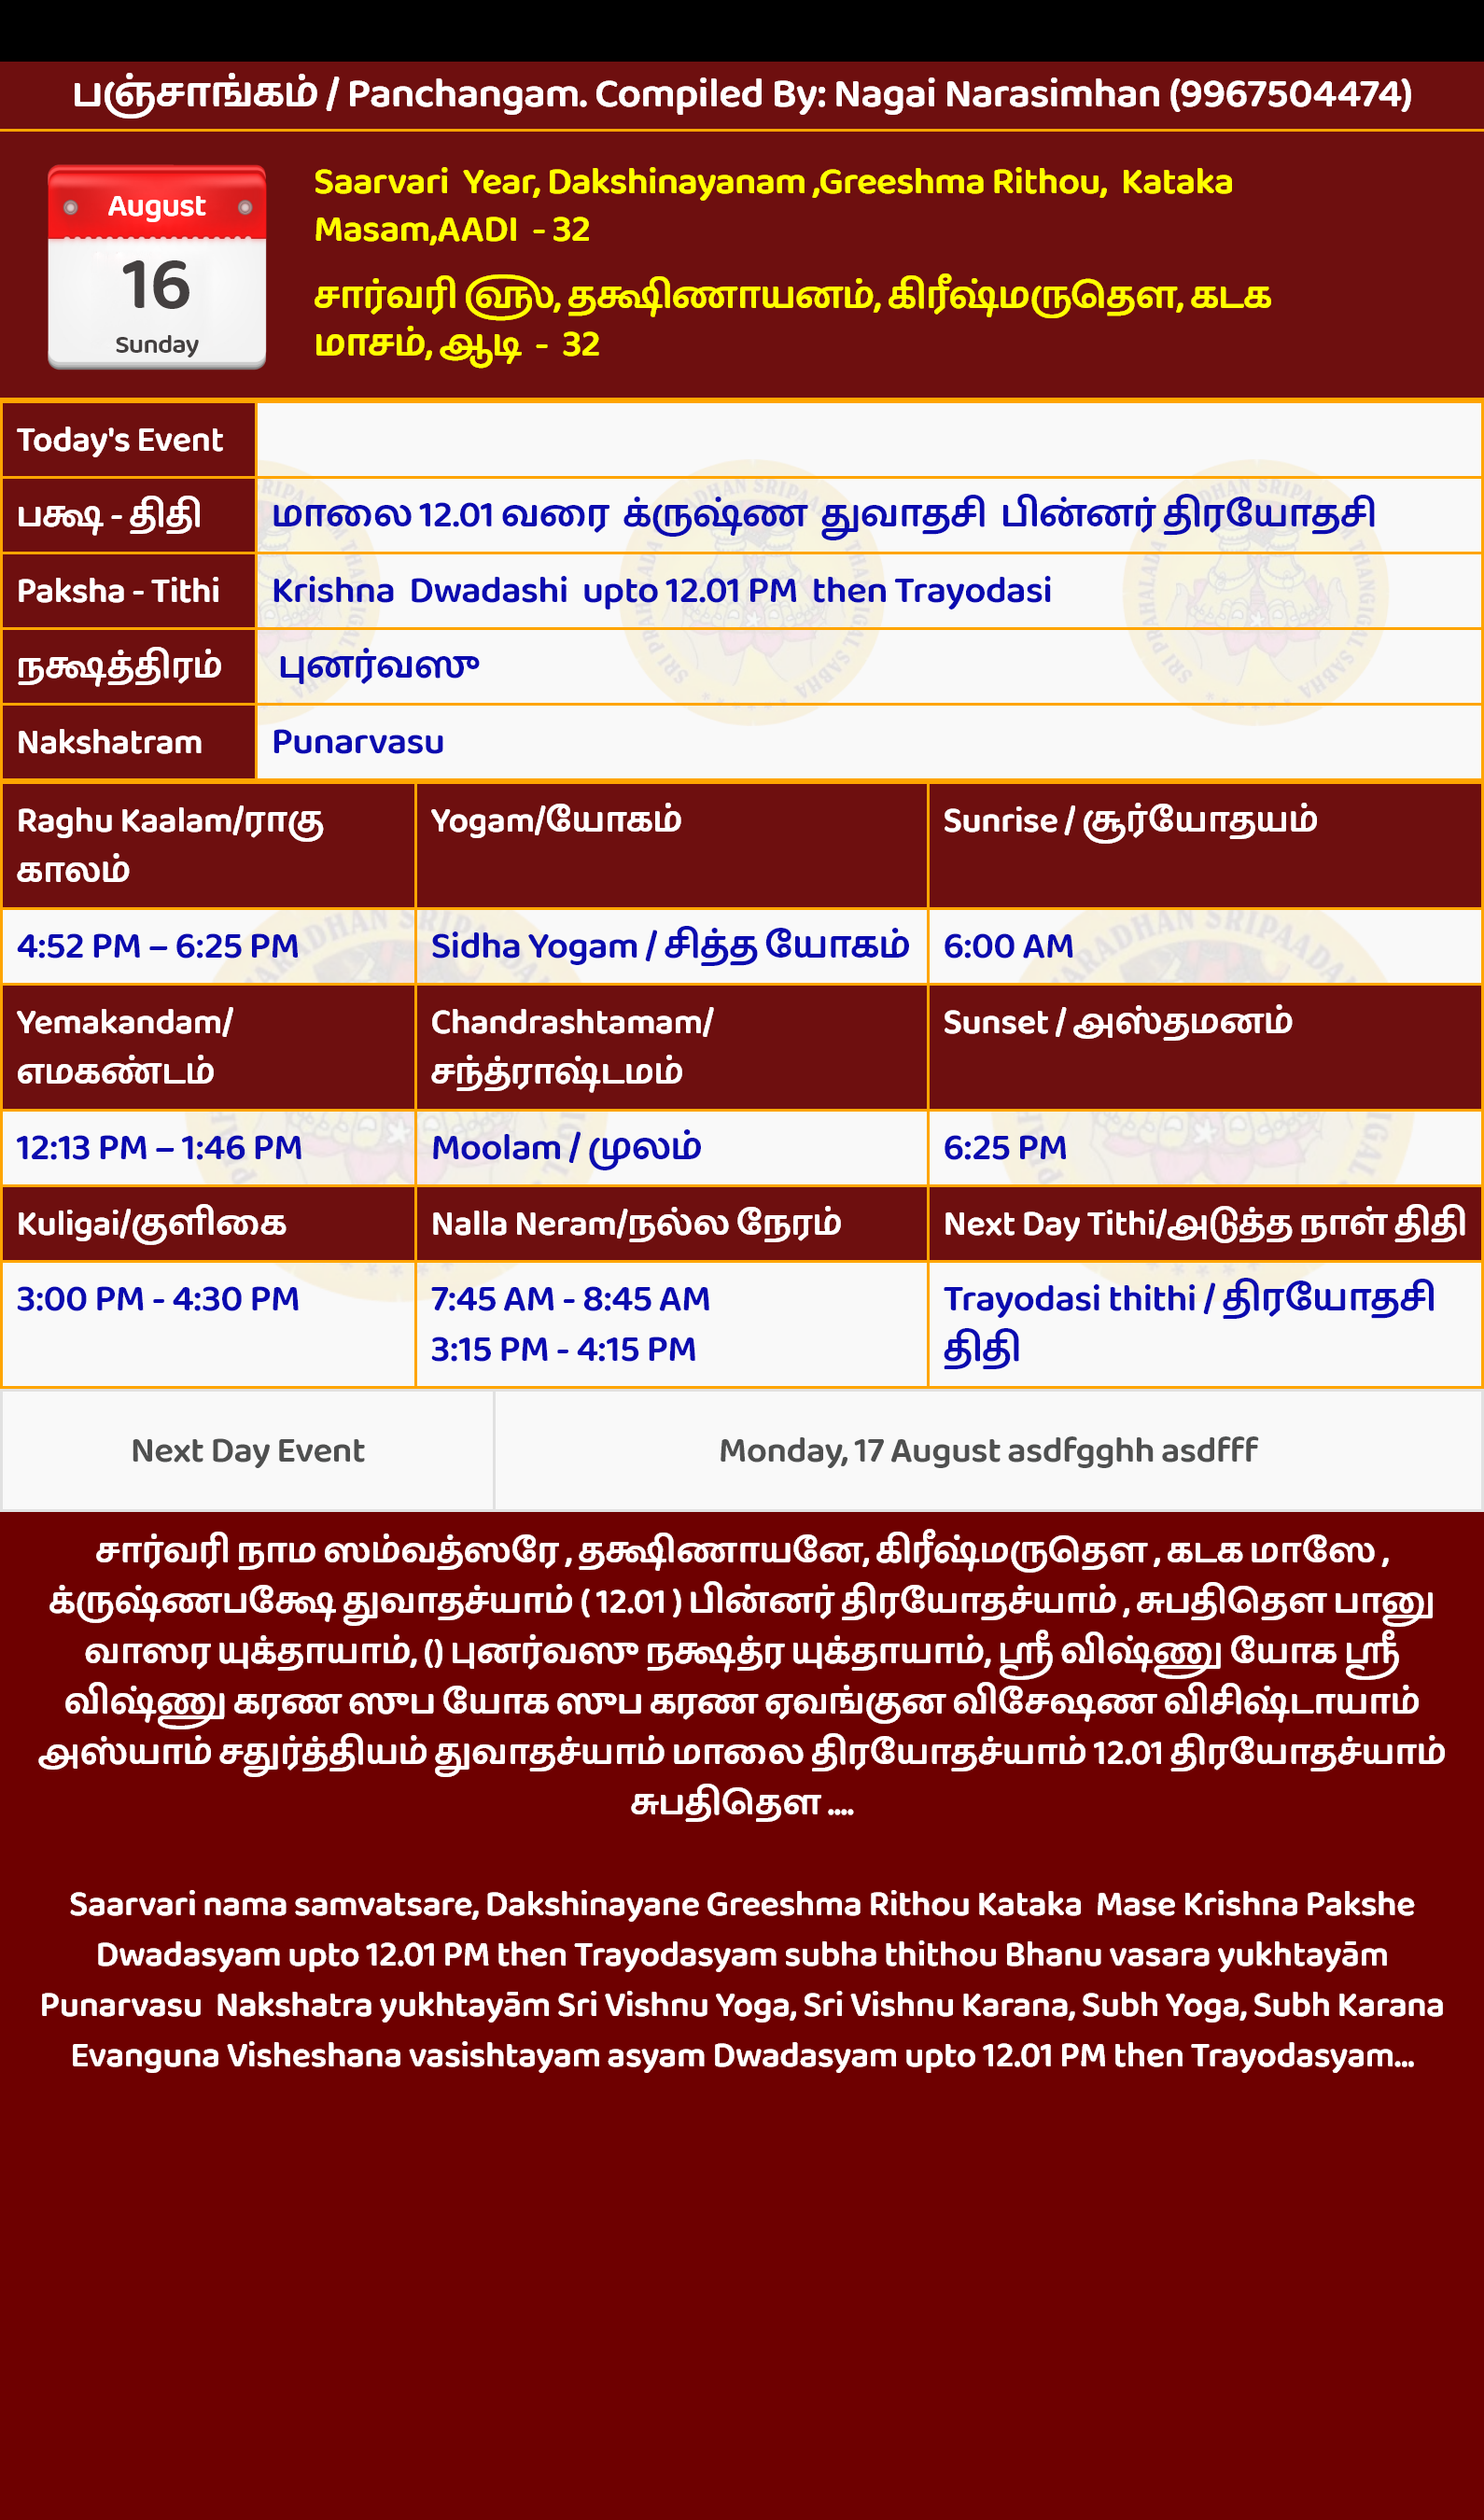 பஞ்சாங்கம் / Panchangam. Compiled By: Nagai Narasimhan (9967504474)
August
16
Sunday
Saarvari Year, Dakshinayanam ,Greeshma Rithou, Kataka
Masam,AADI - 32
சார்வரி ௵, தக்ஷிணாயனம், கிரீஷ்மருதௌ, கடக
மாசம், ஆடி - 32
Today's Event
பக்ஷ - திதி மாலை 12.01 வரை க்ருஷ்ண துவாதசி பின்னர் திரயோதசி
Paksha - Tithi Krishna Dwadashi upto 12.01 PM then Trayodasi
நக்ஷத்திரம் புனர்வஸு
Nakshatram Punarvasu
Raghu Kaalam/ராகு
காலம்
Yogam/யோகம்
Sunrise / சூர்யோதயம்
4:52 PM – 6:25 PM
Sidha Yogam / சித்த யோகம்
6:00 AM
Yemakandam/
எமகண்டம்
Chandrashtamam/
சந்த்ராஷ்டமம்
Sunset / அஸ்தமனம்
12:13 PM – 1:46 PM
Moolam / முலம்
6:25 PM
Kuligai/குளிகை
Nalla Neram/நல்ல நேரம்
Next Day Tithi/அடுத்த நாள் திதி
3:00 PM - 4:30 PM
7:45 AM - 8:45 AM
3:15 PM - 4:15 PM
Trayodasi thithi / திரயோதசி
திதி
Next Day Event
Monday, 17 August asdfgghh asdfff
சார்வரி நாம ஸம்வத்ஸரே , தக்ஷிணாயனே, கிரீஷ்மருதௌ , கடக மாஸே ,
க்ருஷ்ணபக்ஷே துவாதச்யாம் ( 12.01 ) பின்னர் திரயோதச்யாம் , சுபதிதௌ பானு
வாஸர யுக்தாயாம், () புனர்வஸு நக்ஷத்ர யுக்தாயாம், ஸ்ரீ விஷ்ணு யோக ஸ்ரீ
விஷ்ணு கரண ஸுப யோக ஸுப கரண ஏவங்குன விசேஷண விசிஷ்டாயாம்
அஸ்யாம் சதுர்த்தியம் துவாதச்யாம் மாலை திரயோதச்யாம் 12.01 திரயோதச்யாம்
சுபதிதௌ ....
Saarvari nama samvatsare, Dakshinayane Greeshma Rithou Kataka Mase Krishna Pakshe
Dwadasyam upto 12.01 PM then Trayodasyam subha thithou Bhanu vasara yukhtayām
Punarvasu Nakshatra yukhtayām Sri Vishnu Yoga, Sri Vishnu Karana, Subh Yoga, Subh Karana
Evanguna Visheshana vasishtayam asyam Dwadasyam upto 12.01 PM then Trayodasyam...